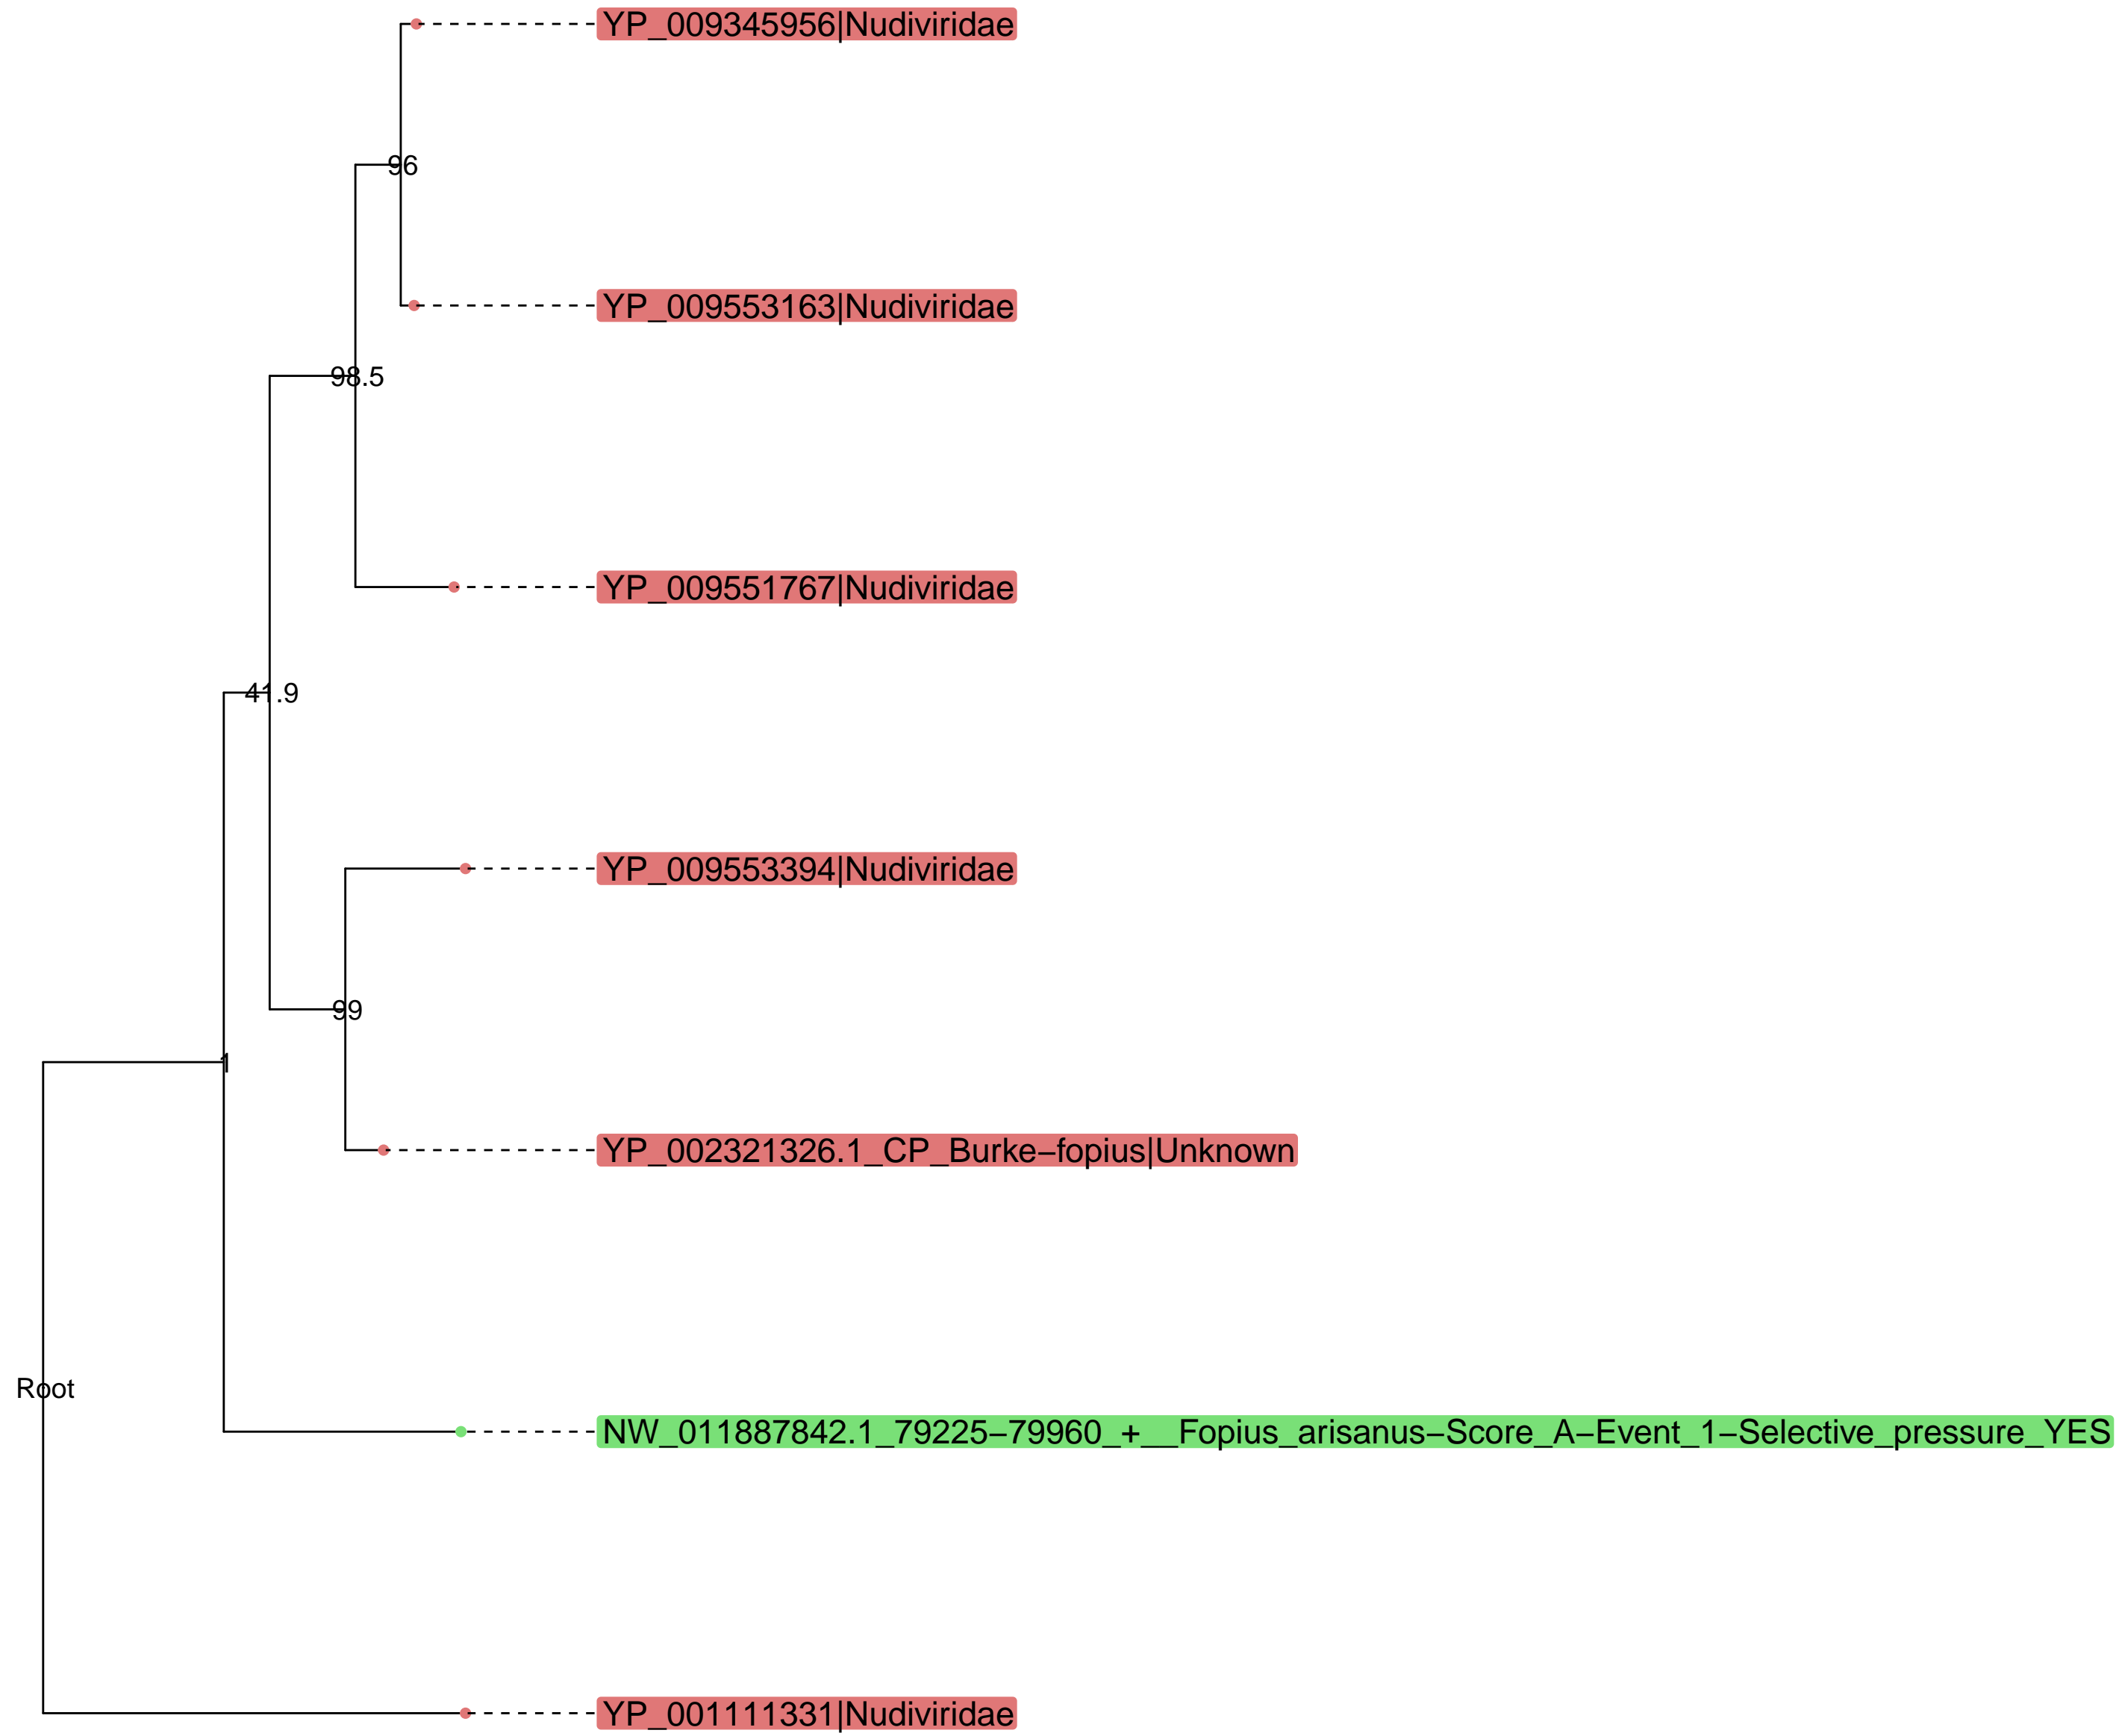 YP_009345956|Nudiviridae
96
YP_009553163|Nudiviridae
98.5
YP_009551767|Nudiviridae
41.9
YP_009553394|Nudiviridae
99
1
YP_002321326.1_CP_Burke−fopius|Unknown
Root
NW_011887842.1_79225−79960_+__Fopius_arisanus−Score_A−Event_1−Selective_pressure_YES
YP_001111331|Nudiviridae